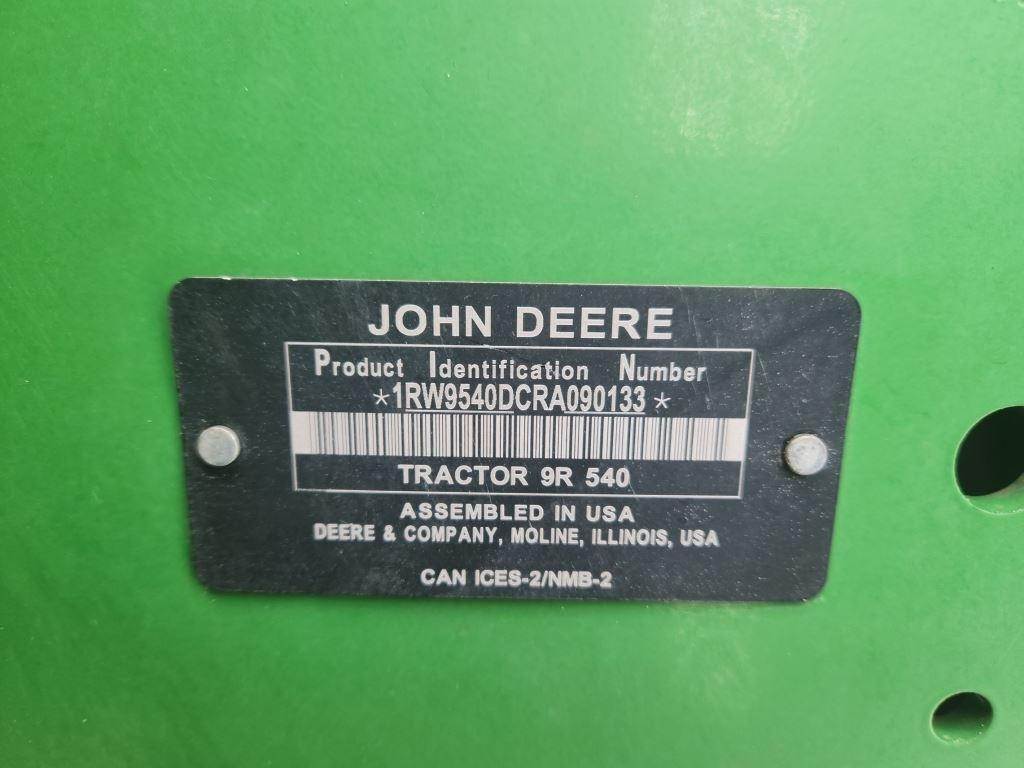 JOHN DEERE
Product Identification Number
*1RW9540DCRA090133*
TRACTOR 9R 540
ASSEMBLED IN USA
DEERE & COMPANY, MOLINE, ILLINOIS, USA
CAN ICES-2/NMB-2